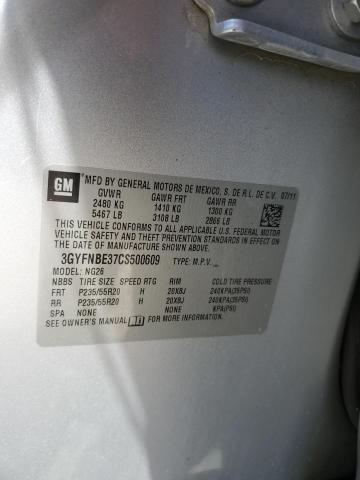 GM
MFD BY GENERAL MOTORS DE MEXICO, S. DE R.L. DE C.V. 07/11
GVWR GAWR FRT GAWR RR
2480 KG 1410 KG 1300 KG
5467 LB 3108 LB 2866 LB
THIS VEHICLE CONFORMS TO ALL APPLICABLE U.S. FEDERAL MOTOR
VEHICLE SAFETY AND THEFT PREVENTION STANDARDS IN EFFECT ON
THE DATE OF MANUFACTURE SHOWN ABOVE.
3GYFNBE37CS500609 TYPE: M.P.V.
MODEL: NG26
NBBS TIRE SIZE SPEED RTG RIM COLD TIRE PRESSURE
FRT P235/55R20 H 20X8J 240KPA(35PSI)
RR P235/55R20 H 20X8J 240KPA(35PSI)
SPA NONE NONE KPA(PSI)
SEE OWNER'S MANUAL FOR MORE INFORMATION.